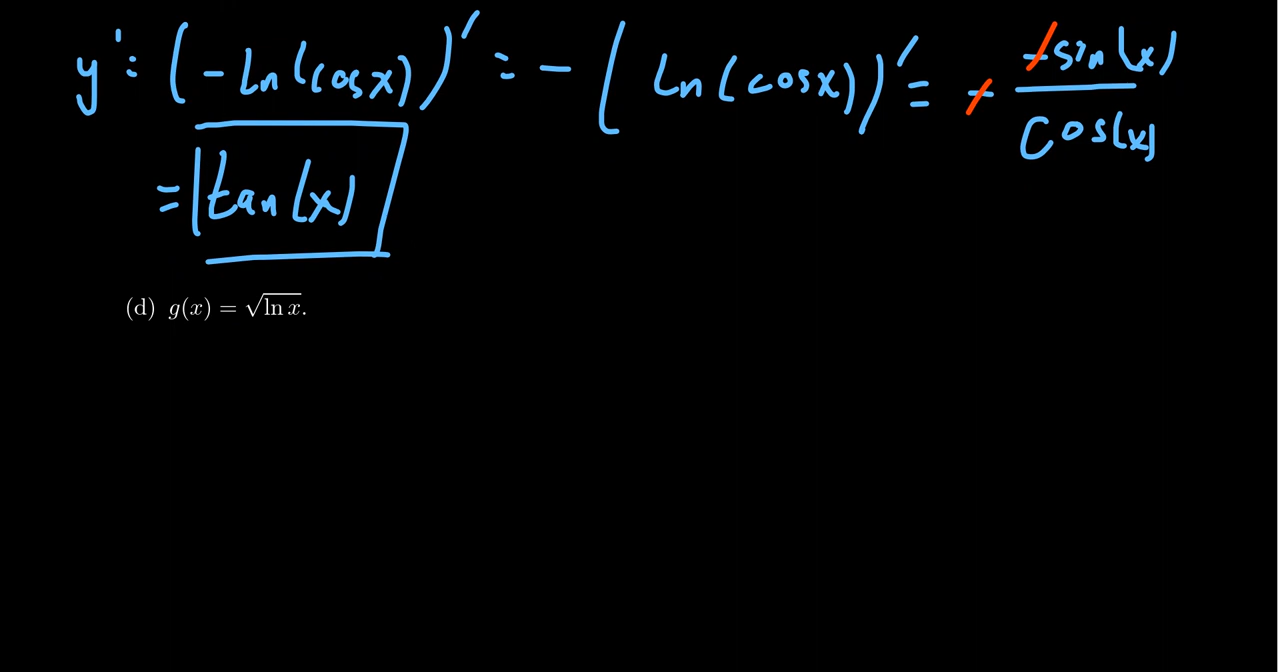 y' = (-ln(cosx))' = -(ln(cosx))' = - -sin(x)/cos(x)
= tan(x)
(d) g(x) = √ln x.